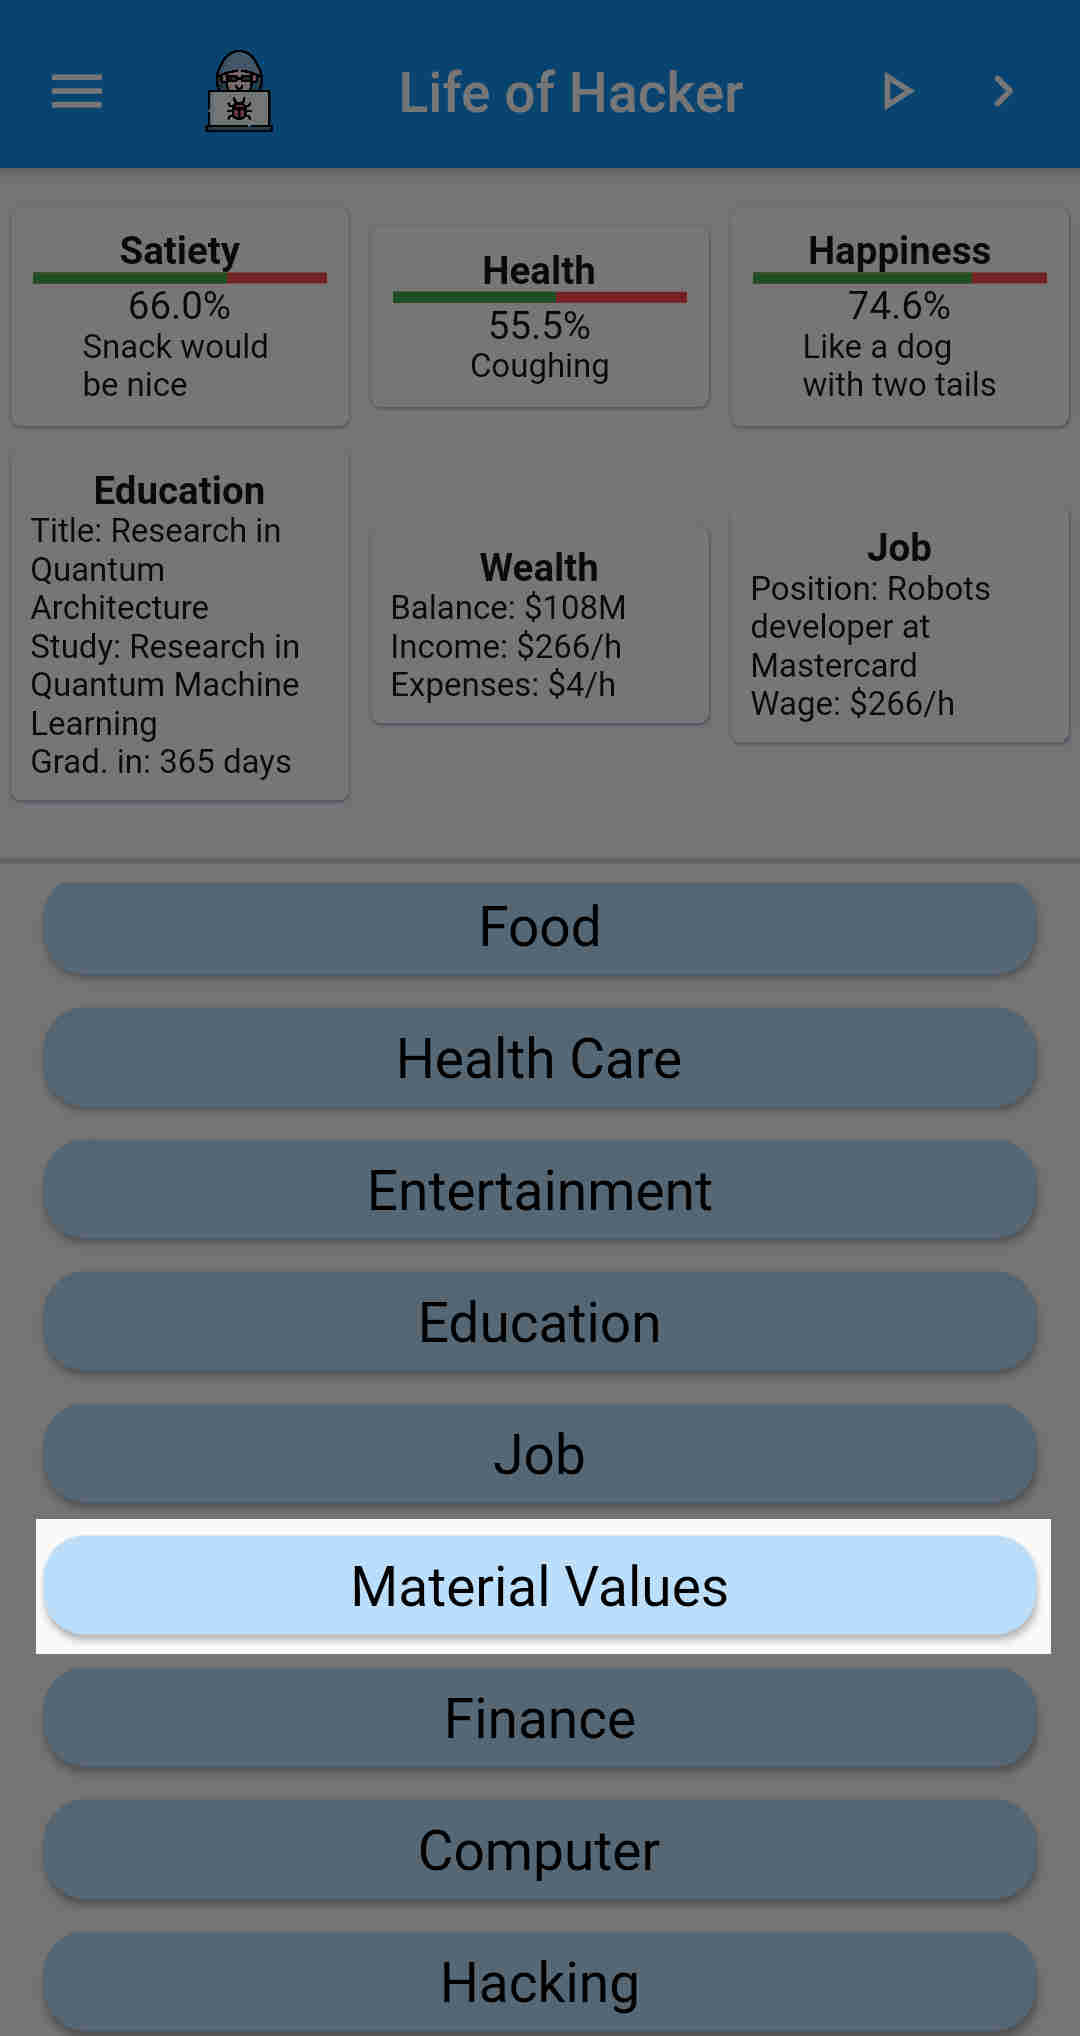 Life of Hacker
Satiety
66.0%
Snack would
be nice
Health
55.5%
Coughing
Happiness
74.6%
Like a dog
with two tails
Education
Title: Research in
Quantum
Architecture
Study: Research in
Quantum Machine
Learning
Grad. in: 365 days
Wealth
Balance: $108M
Income: $266/h
Expenses: $4/h
Job
Position: Robots
developer at
Mastercard
Wage: $266/h
Food
Health Care
Entertainment
Education
Job
Material Values
Finance
Computer
Hacking